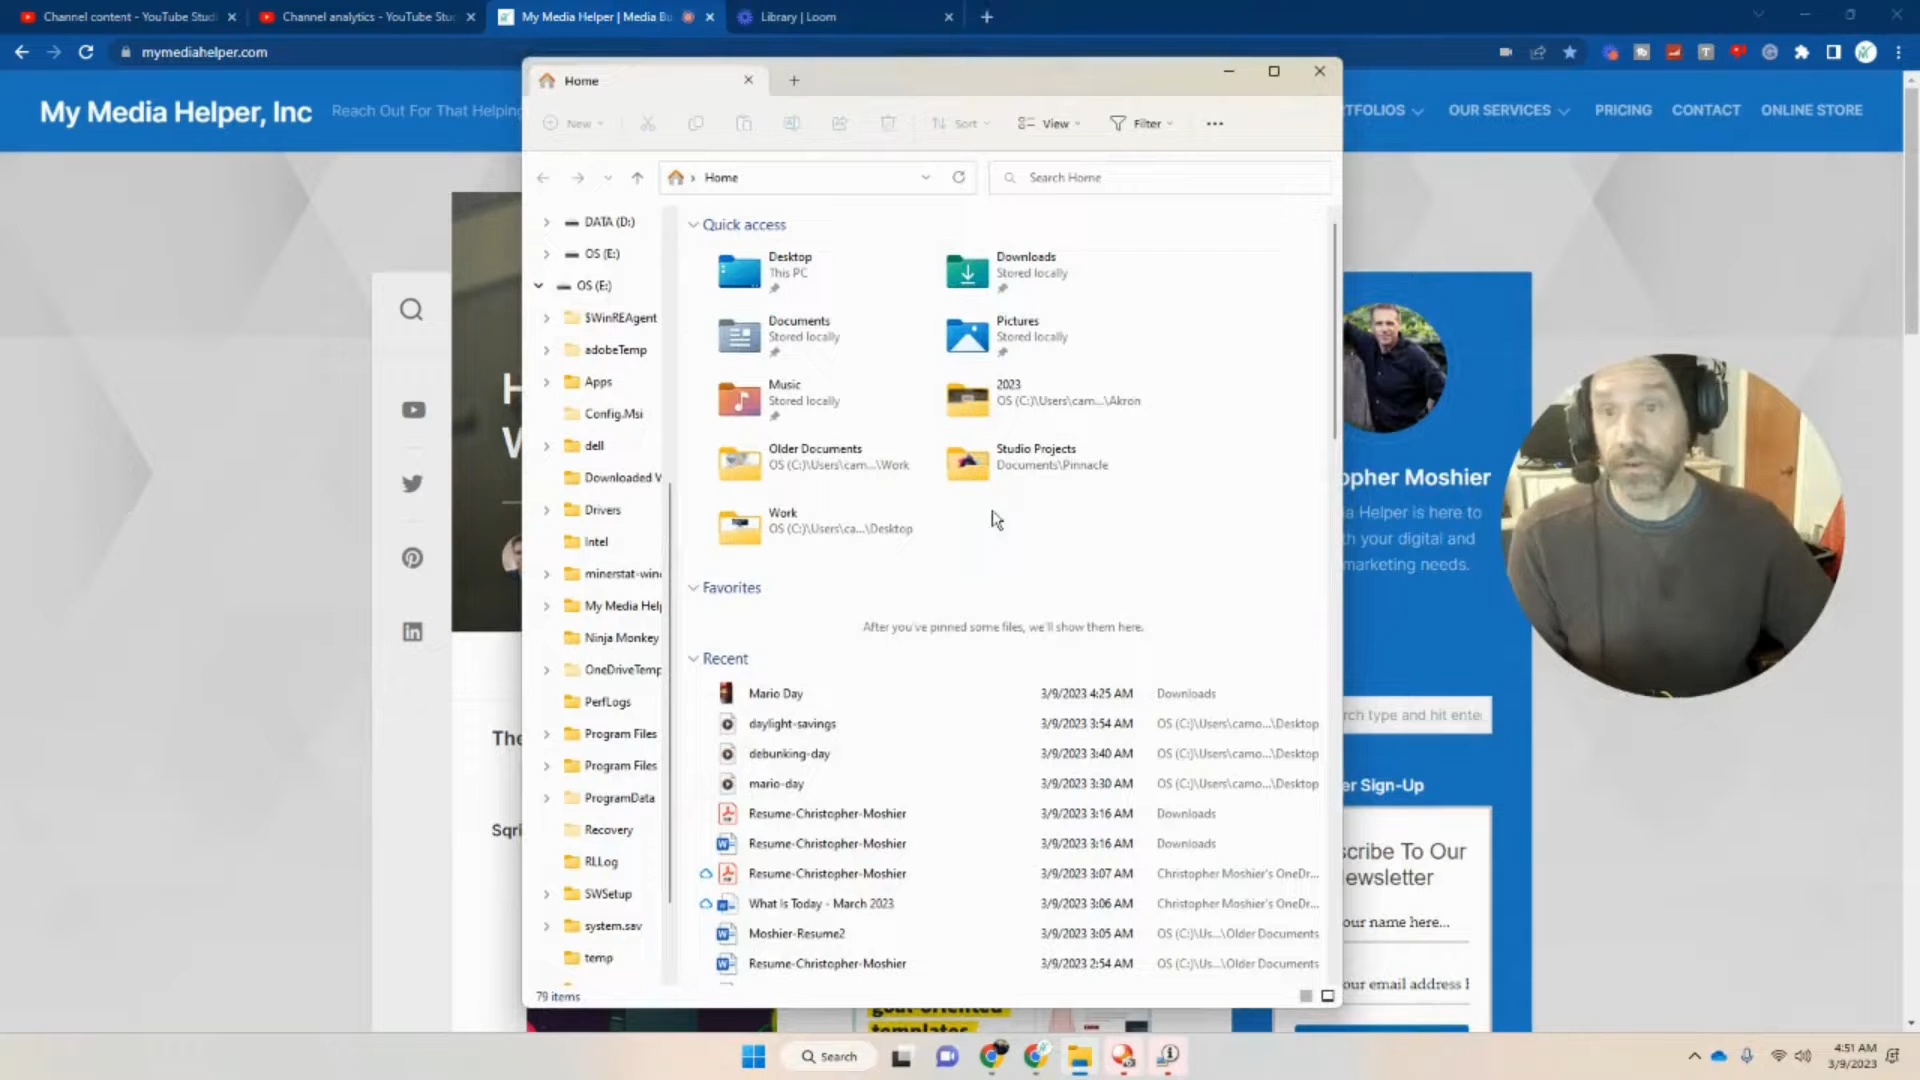 Channel content - YouTube Studi
Channel analytics - YouTube Stu
My Media Helper | Media Bu
Library | Loom
mymediahelper.com
My Media Helper, Inc
Reach Out For That Helping
TFOLIOS
OUR SERVICES
PRICING
CONTACT
ONLINE STORE
Home
New
Sort
View
Filter
Home
Search Home
DATA (D:)
OS (E:)
OS (E:)
$WinREAgent
adobeTemp
Apps
Config.Msi
dell
Downloaded V
Drivers
Intel
minerstat-win
My Media Hel
Ninja Monkey
OneDriveTemp
PerfLogs
Program Files
Program Files
ProgramData
Recovery
RLLog
SWSetup
system.sav
temp
Quick access
Desktop
This PC
Downloads
Stored locally
Documents
Stored locally
Pictures
Stored locally
Music
Stored locally
2023
OS (C:)\Users\cam...\Akron
Older Documents
OS (C:)\Users\cam...\Work
Studio Projects
Documents\Pinnacle
Work
OS (C:)\Users\ca...\Desktop
Favorites
After you've pinned some files, we'll show them here.
Recent
Mario Day 3/9/2023 4:25 AM Downloads
daylight-savings 3/9/2023 3:54 AM OS (C:)\Users\camo...\Desktop
debunking-day 3/9/2023 3:40 AM OS (C:)\Users\camo...\Desktop
mario-day 3/9/2023 3:30 AM OS (C:)\Users\camo...\Desktop
Resume-Christopher-Moshier 3/9/2023 3:16 AM Downloads
Resume-Christopher-Moshier 3/9/2023 3:16 AM Downloads
Resume-Christopher-Moshier 3/9/2023 3:07 AM Christopher Moshier's OneDr...
What Is Today - March 2023 3/9/2023 3:06 AM Christopher Moshier's OneDr...
Moshier-Resume2 3/9/2023 3:05 AM OS (C:)\Us...\Older Documents
Resume-Christopher-Moshier 3/9/2023 2:54 AM OS (C:)\Us...\Older Documents
79 items
H
W
The
Sqri
opher Moshier
ia Helper is here to
th your digital and
marketing needs.
rch type and hit enter
er Sign-Up
scribe To Our
ewsletter
our name here...
our email address h
goal-oriented
templates
Search
4:51 AM
3/9/2023